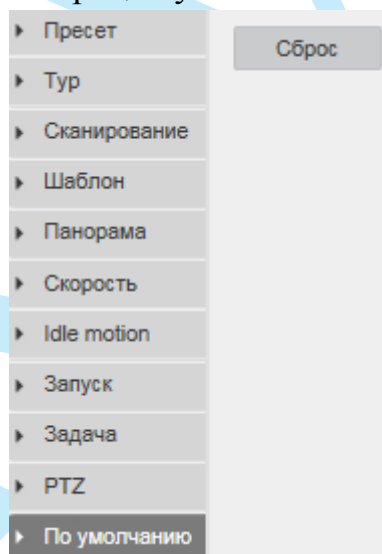 Пресет
Сброс
Тур
Сканирование
Шаблон
Панорама
Скорость
Idle motion
Запуск
Задача
PTZ
По умолчанию